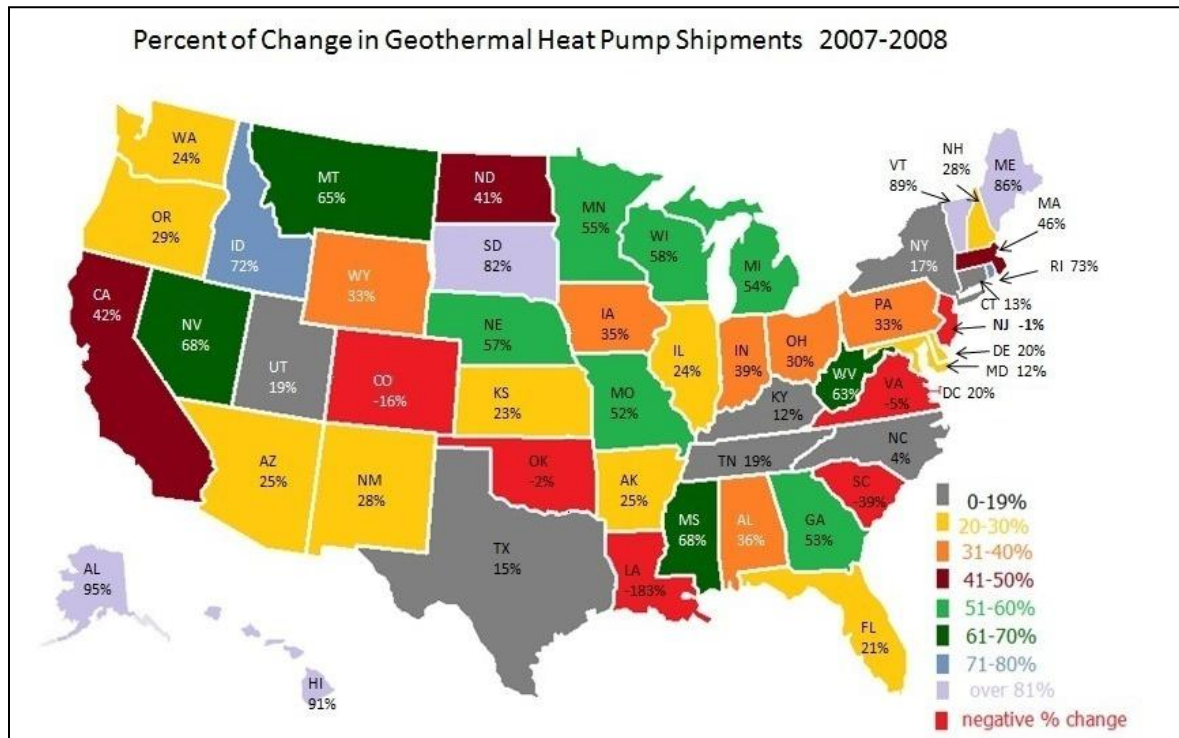 Percent of Change in Geothermal Heat Pump Shipments 2007-2008
WA
24%
OR
29%
CA
42%
NV
68%
ID
72%
MT
65%
WY
33%
UT
19%
CO
-16%
AZ
25%
NM
28%
ND
41%
SD
82%
NE
57%
KS
23%
OK
-2%
TX
15%
MN
55%
IA
35%
MO
52%
AK
25%
LA
-183%
WI
58%
IL
24%
MI
54%
IN
39%
OH
30%
KY
12%
TN 19%
MS
68%
AL
36%
GA
53%
FL
21%
SC
-39%
NC
4%
VA
-5%
WV
63%
PA
33%
NY
17%
VT
89%
NH
28%
ME
86%
MA
46%
RI 73%
CT 13%
NJ -1%
DE 20%
MD 12%
DC 20%
AL
95%
HI
91%
0-19%
20-30%
31-40%
41-50%
51-60%
61-70%
71-80%
over 81%
negative % change